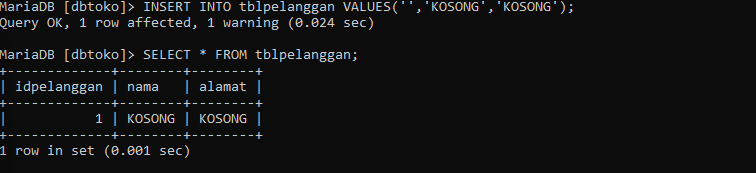 MariaDB [dbtoko]> INSERT INTO tblpelanggan VALUES('','KOSONG','KOSONG');
Query OK, 1 row affected, 1 warning (0.024 sec)
MariaDB [dbtoko]> SELECT * FROM tblpelanggan;
+-------------+--------+--------+
| idpelanggan | nama   | alamat |
+-------------+--------+--------+
|           1 | KOSONG | KOSONG |
+-------------+--------+--------+
1 row in set (0.001 sec)